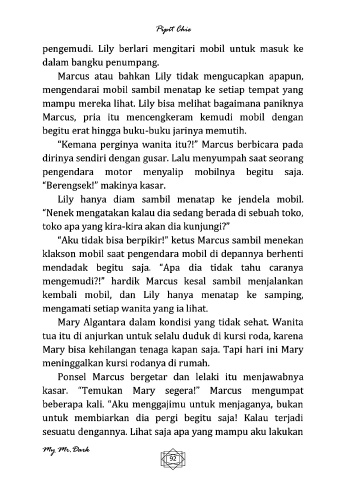 Pipit Chie
pengemudi. Lily berlari mengitari mobil untuk masuk ke
dalam bangku penumpang.
Marcus atau bahkan Lily tidak mengucapkan apapun,
mengendarai mobil sambil menatap ke setiap tempat yang
mampu mereka lihat. Lily bisa melihat bagaimana paniknya
Marcus, pria itu mencengkeram kemudi mobil dengan
begitu erat hingga buku-buku jarinya memutih.
“Kemana perginya wanita itu?!” Marcus berbicara pada
dirinya sendiri dengan gusar. Lalu menyumpah saat seorang
pengendara motor menyalip mobilnya begitu saja.
“Berengsek!” makinya kasar.
Lily hanya diam sambil menatap ke jendela mobil.
“Nenek mengatakan kalau dia sedang berada di sebuah toko,
toko apa yang kira-kira akan dia kunjungi?”
“Aku tidak bisa berpikir!” ketus Marcus sambil menekan
klakson mobil saat pengendara mobil di depannya berhenti
mendadak begitu saja. “Apa dia tidak tahu caranya
mengemudi?!” hardik Marcus kesal sambil menjalankan
kembali mobil, dan Lily hanya menatap ke samping,
mengamati setiap wanita yang ia lihat.
Mary Algantara dalam kondisi yang tidak sehat. Wanita
tua itu di anjurkan untuk selalu duduk di kursi roda, karena
Mary bisa kehilangan tenaga kapan saja. Tapi hari ini Mary
meninggalkan kursi rodanya di rumah.
Ponsel Marcus bergetar dan lelaki itu menjawabnya
kasar. “Temukan Mary segera!” Marcus mengumpat
beberapa kali. “Aku menggajimu untuk menjaganya, bukan
untuk membiarkan dia pergi begitu saja! Kalau terjadi
sesuatu dengannya. Lihat saja apa yang mampu aku lakukan
My Mr. Dark
92